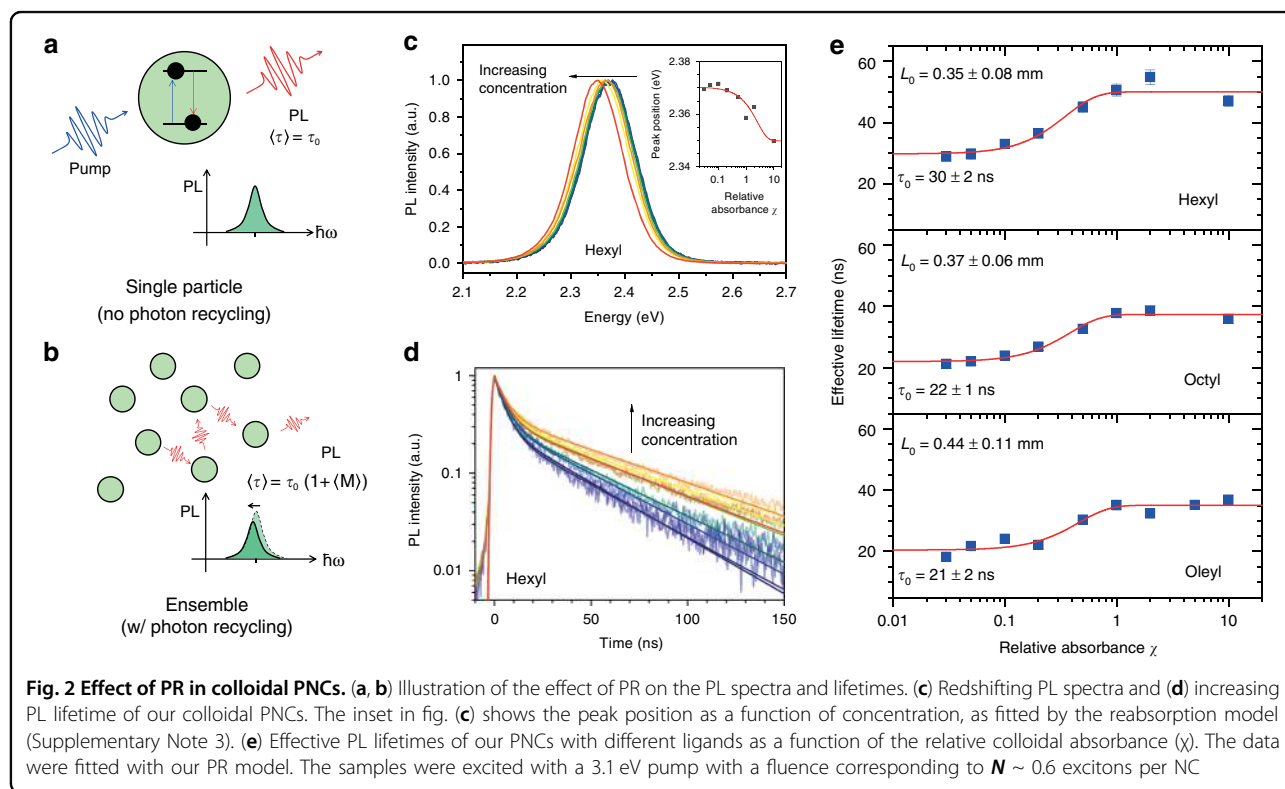 a
Pump
PL
⟨τ⟩ = τ0
PL
ħω
Single particle
(no photon recycling)
b
PL
⟨τ⟩ = τ0 (1+ ⟨M⟩)
PL
ħω
Ensemble
(w/ photon recycling)
c
PL intensity (a.u.)
1.0
0.8
0.6
0.4
0.2
0.0
Increasing
concentration
Hexyl
2.1 2.2 2.3 2.4 2.5 2.6 2.7
Energy (eV)
Peak position (eV)
2.37
2.34
0.1 1 10
Relative
absorbance χ
d
PL intensity (a.u.)
1
0.1
0.01
Increasing
concentration
Hexyl
0 50 100 150
Time (ns)
e
Effective lifetime (ns)
60
40
20
L0 = 0.35 ± 0.08 mm
τ0 = 30 ± 2 ns
Hexyl
60
40
20
L0 = 0.37 ± 0.06 mm
τ0 = 22 ± 1 ns
Octyl
60
40
20
L0 = 0.44 ± 0.11 mm
τ0 = 21 ± 2 ns
Oleyl
0.01 0.1 1 10
Relative absorbance χ
Fig. 2 Effect of PR in colloidal PNCs. (a, b) Illustration of the effect of PR on the PL spectra and lifetimes. (c) Redshifting PL spectra and (d) increasing
PL lifetime of our colloidal PNCs. The inset in fig. (c) shows the peak position as a function of concentration, as fitted by the reabsorption model
(Supplementary Note 3). (e) Effective PL lifetimes of our PNCs with different ligands as a function of the relative colloidal absorbance (χ). The data
were fitted with our PR model. The samples were excited with a 3.1 eV pump with a fluence corresponding to N ~ 0.6 excitons per NC